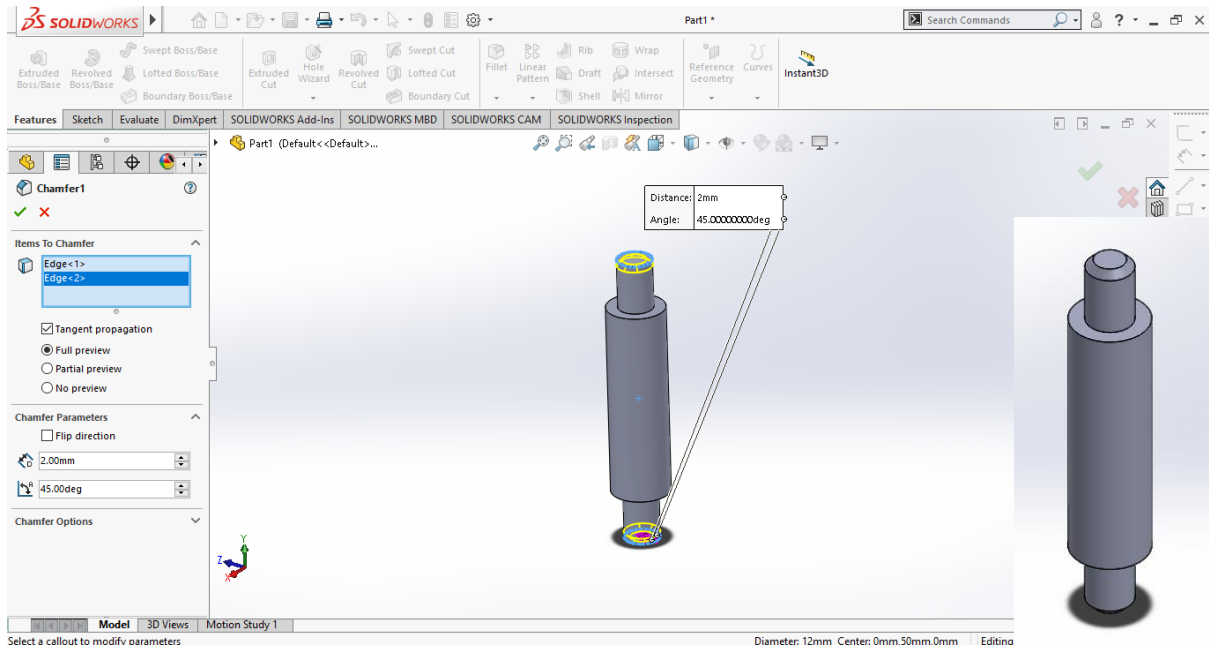 SOLIDWORKS
Part1 *
Search Commands
Extruded Boss/Base
Revolved Boss/Base
Swept Boss/Base
Lofted Boss/Base
Boundary Boss/Base
Extruded Cut
Hole Wizard
Revolved Cut
Swept Cut
Lofted Cut
Boundary Cut
Fillet
Linear Pattern
Rib
Draft
Shell
Wrap
Intersect
Mirror
Reference Geometry
Curves
Instant3D
Features Sketch Evaluate DimXpert SOLIDWORKS Add-Ins SOLIDWORKS MBD SOLIDWORKS CAM SOLIDWORKS Inspection
Part1 (Default<<Default>...
Chamfer1
Items To Chamfer
Edge<1>
Edge<2>
Tangent propagation
Full preview
Partial preview
No preview
Chamfer Parameters
Flip direction
2.00mm
45.00deg
Chamfer Options
Distance: 2mm
Angle: 45.00000000deg
Y
Z
X
Model 3D Views Motion Study 1
Select a callout to modify parameters
Diameter: 12mm Center: 0mm,50mm,0mm Editing